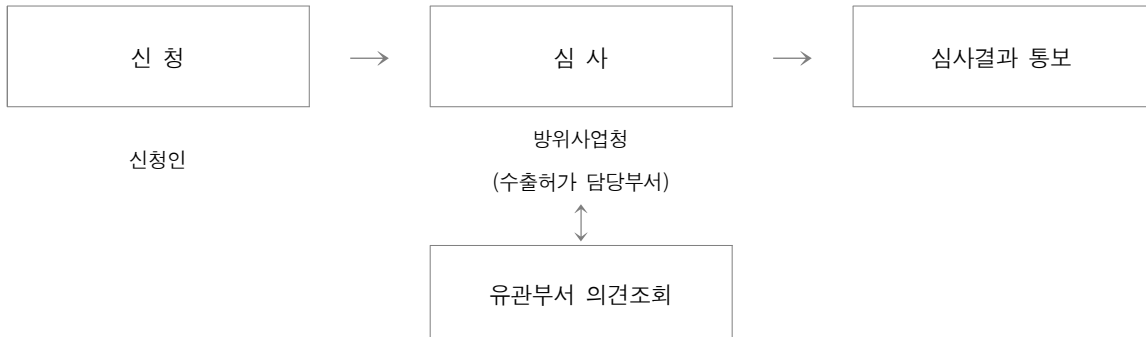 신 청
→
심 사
→
심사결과 통보
신청인
방위사업청
(수출허가 담당부서)
↕
유관부서 의견조회